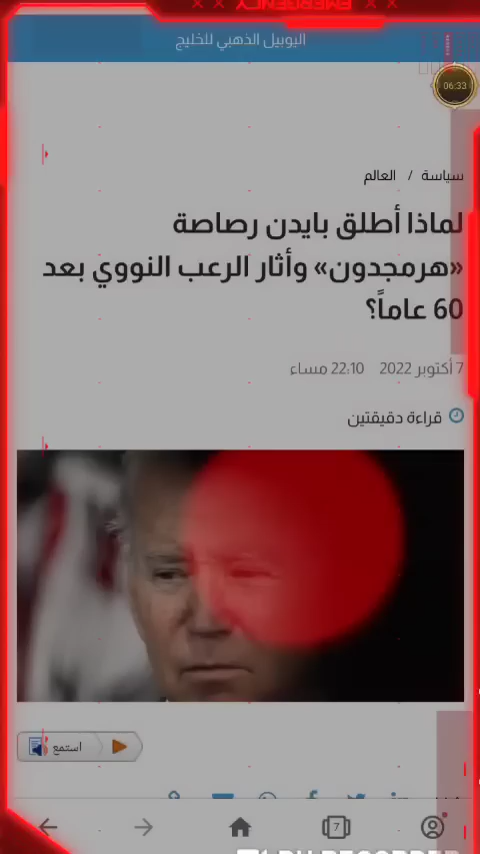 EMERGENCY
اليوبيل الذهبي للخليج
06:33
سياسة / العالم
لماذا أطلق بايدن رصاصة
«هرمجدون» وأثار الرعب النووي بعد
60 عاماً؟
7 أكتوبر 2022 22:10 مساء
قراءة دقيقتين
استمع
7